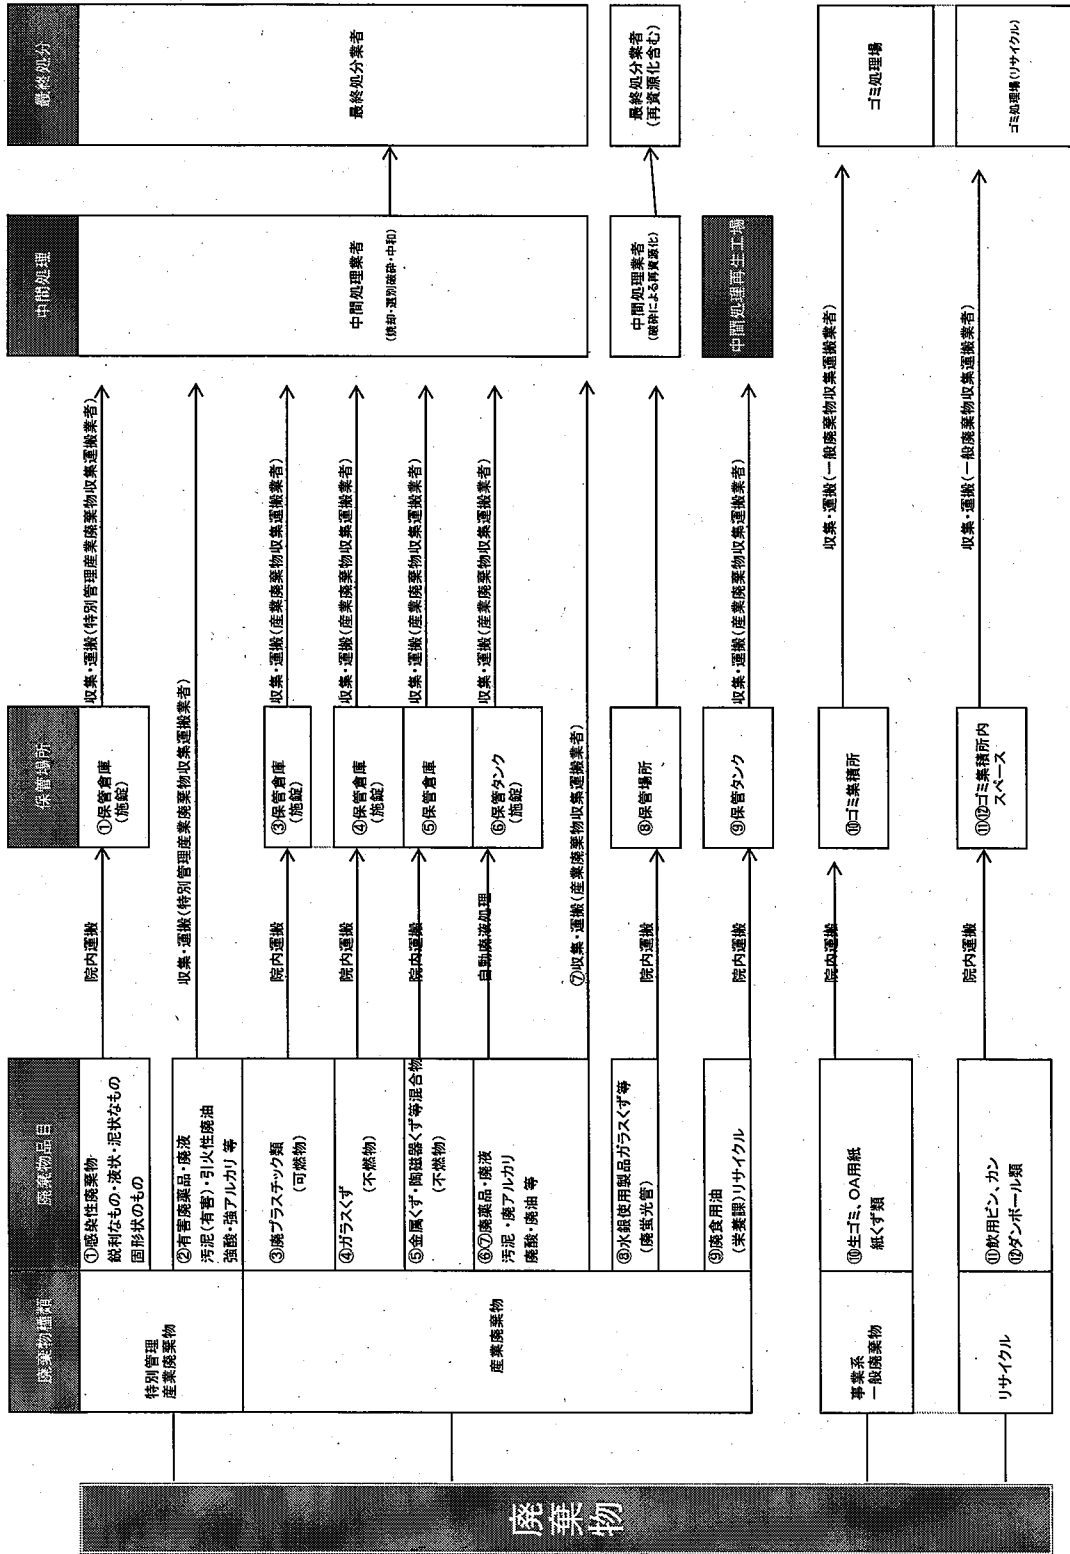 廃棄物
廃棄物種類
廃棄物品目
保管場所
中間処理
最終処分
特別管理
産業廃棄物
①感染性廃棄物
鋭利なもの・液状・泥状なもの
固形状のもの
院内運搬
①保管倉庫
(施錠)
収集・運搬(特別管理産業廃棄物収集運搬業者)
②有害廃薬品・廃液
汚泥(有害)・引火性廃油
強酸・強アルカリ 等
収集・運搬(特別管理産業廃棄物収集運搬業者)
産業廃棄物
③廃プラスチック類
(可燃物)
院内運搬
③保管倉庫
(施錠)
収集・運搬(産業廃棄物収集運搬業者)
④ガラスくず
(不燃物)
院内運搬
④保管倉庫
(施錠)
収集・運搬(産業廃棄物収集運搬業者)
⑤金属くず・陶磁器くず等混合物
(不燃物)
院内運搬
⑤保管倉庫
収集・運搬(産業廃棄物収集運搬業者)
⑥⑦廃薬品・廃液
汚泥・廃アルカリ
廃酸・廃油 等
自動廃液処理
⑥保管タンク
(施錠)
収集・運搬(産業廃棄物収集運搬業者)
⑦収集・運搬(産業廃棄物収集運搬業者)
中間処理業者
(焼却・選別破砕・中和)
最終処分業者
⑧水銀使用製品ガラスくず等
(廃蛍光管)
院内運搬
⑧保管場所
中間処理業者
(破砕による再資源化)
最終処分業者
(再資源化含む)
⑨廃食用油
(栄養課)リサイクル
院内運搬
⑨保管タンク
収集・運搬(産業廃棄物収集運搬業者)
中間処理再生工場
事業系
一般廃棄物
⑩生ゴミ、OA用紙
紙くず類
院内運搬
⑩ゴミ集積所
収集・運搬(一般廃棄物収集運搬業者)
ゴミ処理場
リサイクル
⑪飲用ビン、カン
⑫ダンボール類
院内運搬
⑪⑫ゴミ集積所内
スペース
収集・運搬(一般廃棄物収集運搬業者)
ゴミ処理場(リサイクル)